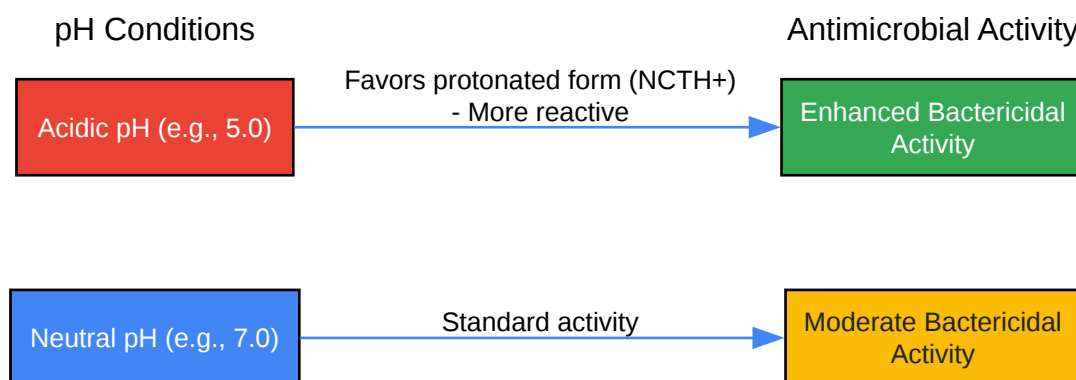 pH Conditions
Antimicrobial Activity
Acidic pH (e.g., 5.0)
Favors protonated form (NCTH+)
- More reactive
Enhanced Bactericidal
Activity
Neutral pH (e.g., 7.0)
Standard activity
Moderate Bactericidal
Activity